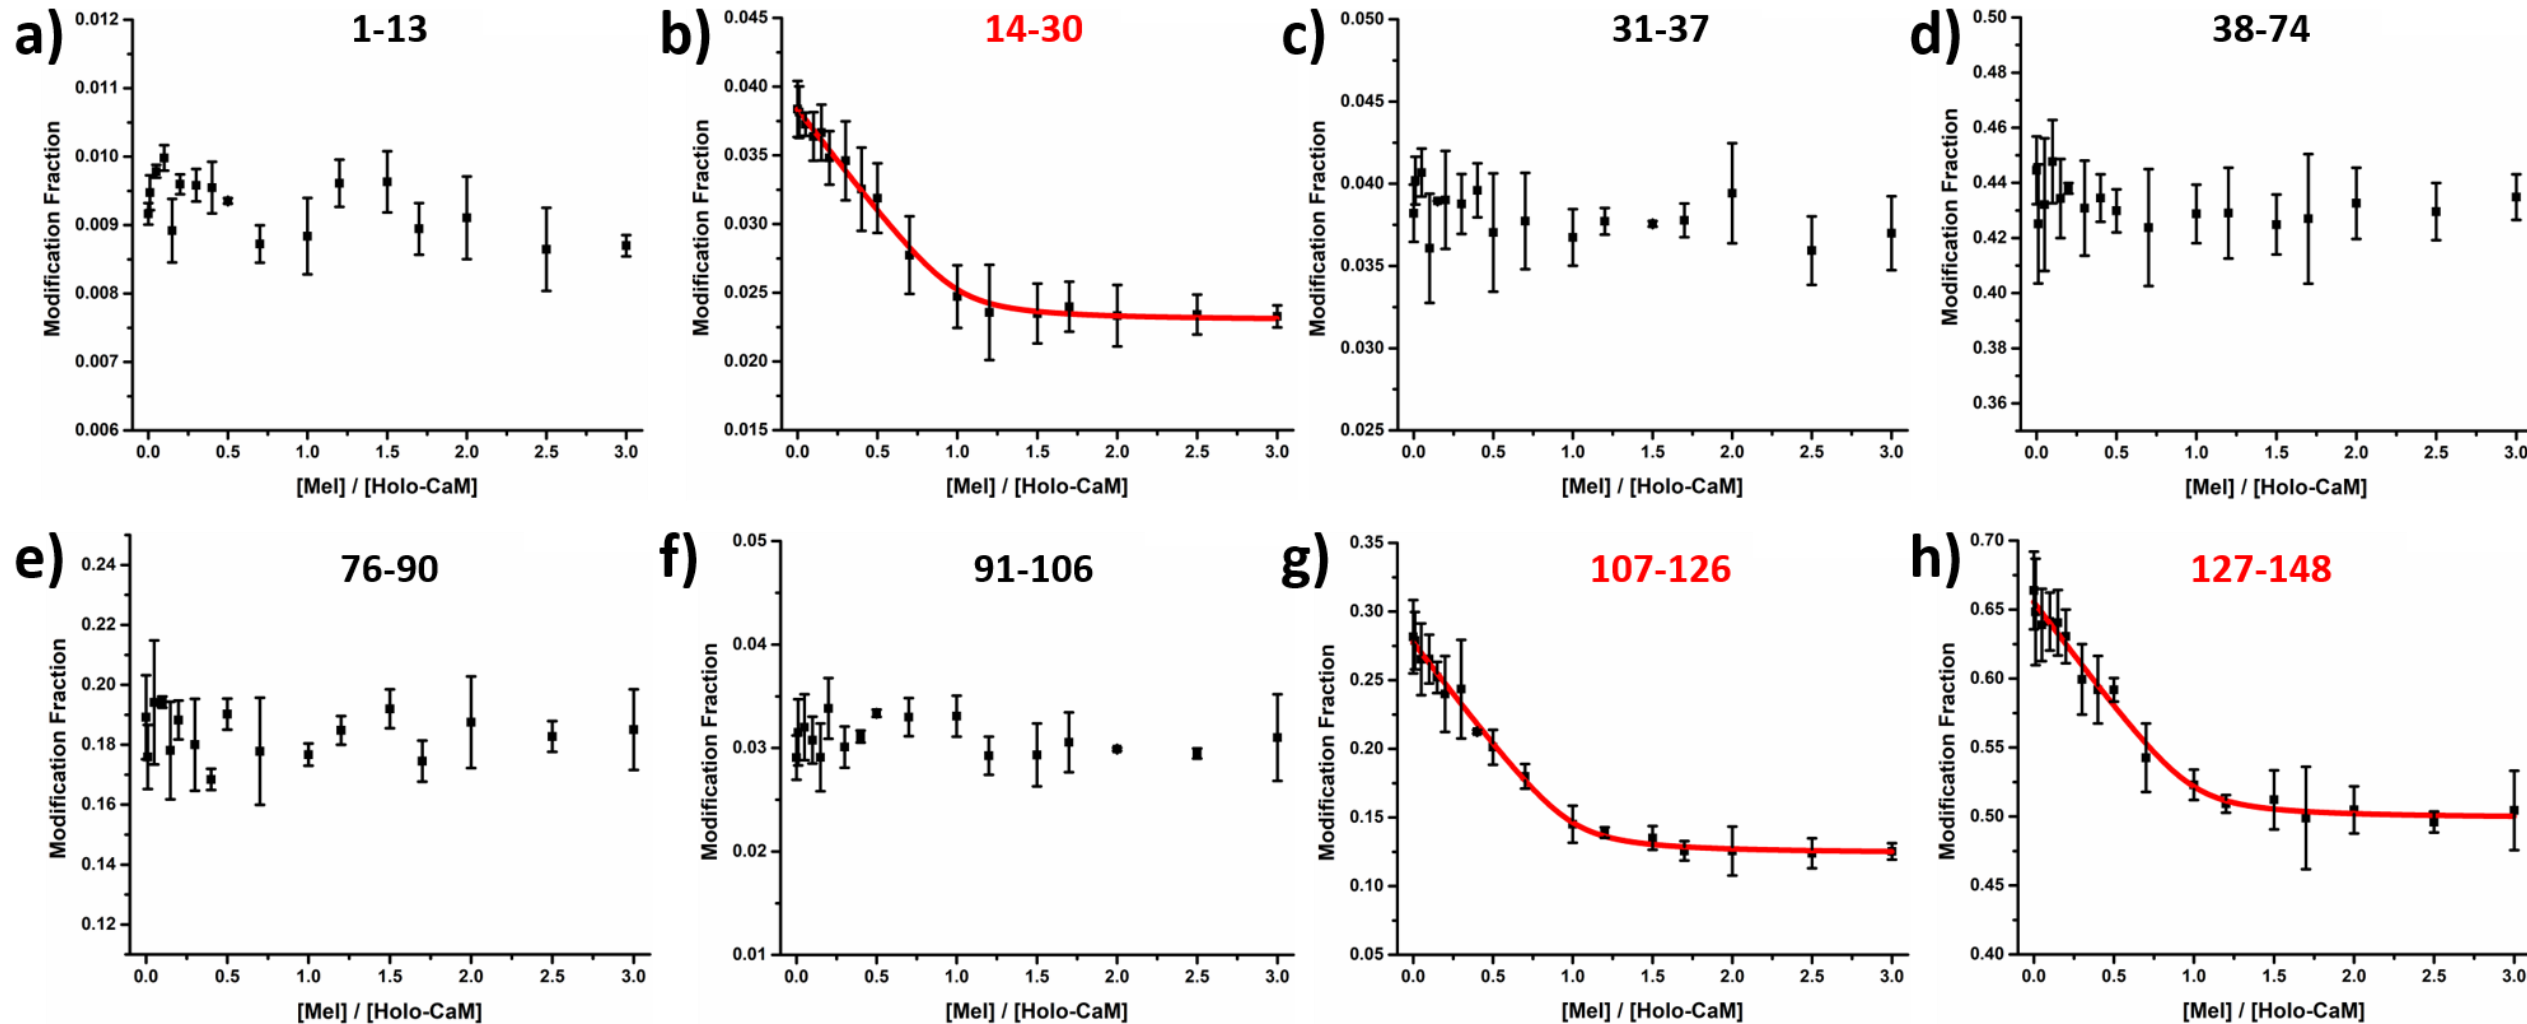 a)
1-13
Modification Fraction
0.012
0.011
0.010
0.009
0.008
0.007
0.006
0.0 0.5 1.0 1.5 2.0 2.5 3.0
[Mel] / [Holo-CaM]
b)
14-30
Modification Fraction
0.045
0.040
0.035
0.030
0.025
0.020
0.015
0.0 0.5 1.0 1.5 2.0 2.5 3.0
[Mel] / [Holo-CaM]
c)
31-37
Modification Fraction
0.050
0.045
0.040
0.035
0.030
0.025
0.0 0.5 1.0 1.5 2.0 2.5 3.0
[Mel] / [Holo-CaM]
d)
38-74
Modification Fraction
0.50
0.48
0.46
0.44
0.42
0.40
0.38
0.36
0.0 0.5 1.0 1.5 2.0 2.5 3.0
[Mel] / [Holo-CaM]
e)
76-90
Modification Fraction
0.24
0.22
0.20
0.18
0.16
0.14
0.12
0.0 0.5 1.0 1.5 2.0 2.5 3.0
[Mel] / [Holo-CaM]
f)
91-106
Modification Fraction
0.05
0.04
0.03
0.02
0.01
0.0 0.5 1.0 1.5 2.0 2.5 3.0
[Mel] / [Holo-CaM]
g)
107-126
Modification Fraction
0.35
0.30
0.25
0.20
0.15
0.10
0.05
0.0 0.5 1.0 1.5 2.0 2.5 3.0
[Mel] / [Holo-CaM]
h)
127-148
Modification Fraction
0.70
0.65
0.60
0.55
0.50
0.45
0.40
0.0 0.5 1.0 1.5 2.0 2.5 3.0
[Mel] / [Holo-CaM]